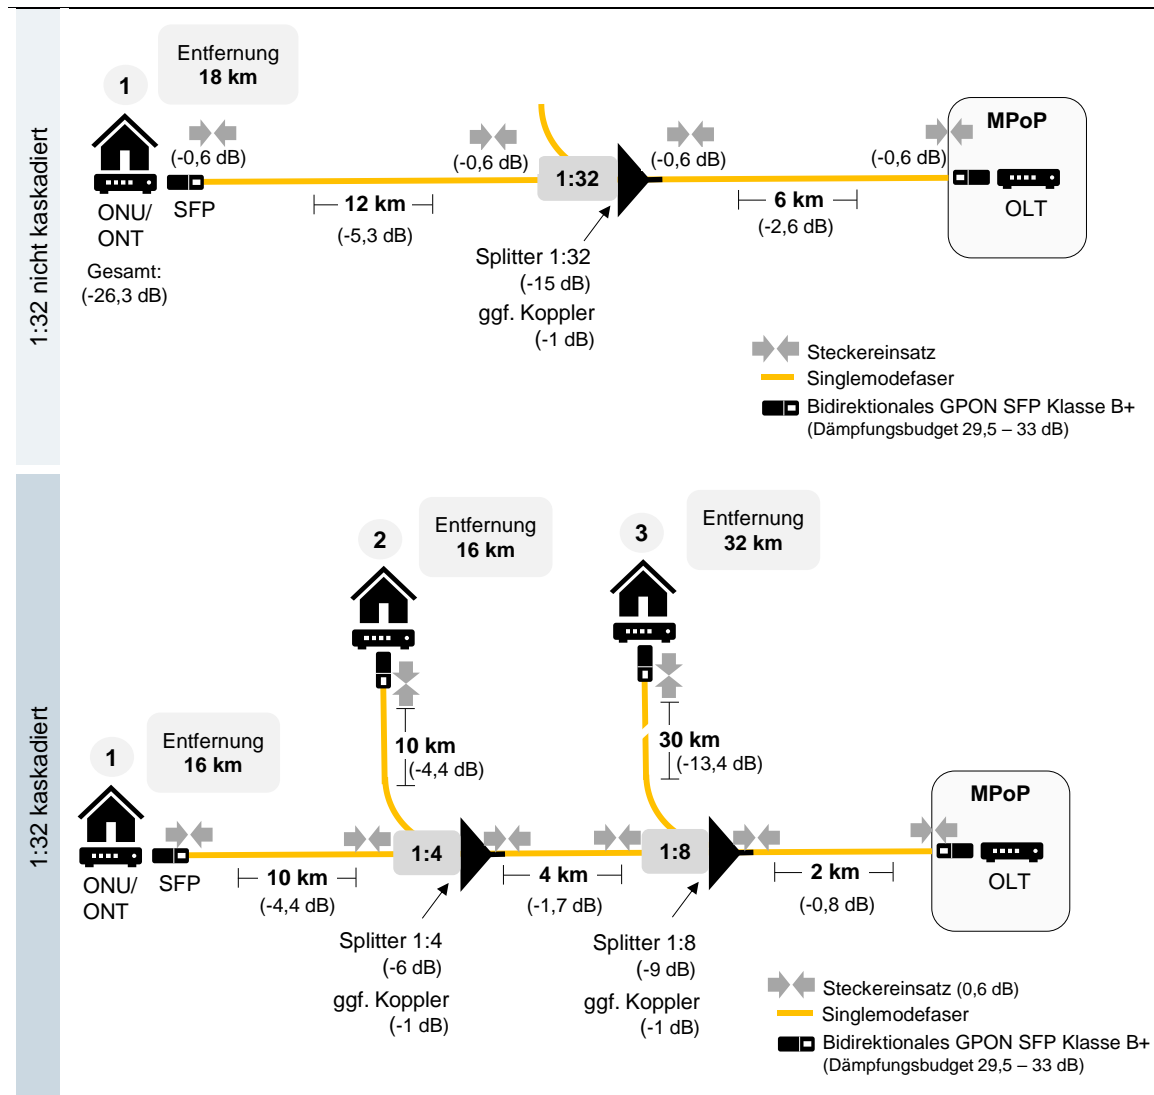 1:32 nicht kaskadiert
1
Entfernung
18 km
(-0,6 dB)
(-0,6 dB)
(-0,6 dB)
(-0,6 dB)
MPoP
1:32
ONU/
ONT
SFP
12 km
(-5,3 dB)
6 km
(-2,6 dB)
OLT
Gesamt:
(-26,3 dB)
Splitter 1:32
(-15 dB)
ggf. Koppler
(-1 dB)
Steckereinsatz
Singlemodefaser
Bidirektionales GPON SFP Klasse B+
(Dämpfungsbudget 29,5 – 33 dB)
1:32 kaskadiert
2
Entfernung
16 km
3
Entfernung
32 km
10 km
(-4,4 dB)
30 km
(-13,4 dB)
1
Entfernung
16 km
MPoP
1:4
1:8
ONU/
ONT
SFP
10 km
(-4,4 dB)
4 km
(-1,7 dB)
2 km
(-0,8 dB)
OLT
Splitter 1:4
(-6 dB)
ggf. Koppler
(-1 dB)
Splitter 1:8
(-9 dB)
ggf. Koppler
(-1 dB)
Steckereinsatz (0,6 dB)
Singlemodefaser
Bidirektionales GPON SFP Klasse B+
(Dämpfungsbudget 29,5 – 33 dB)